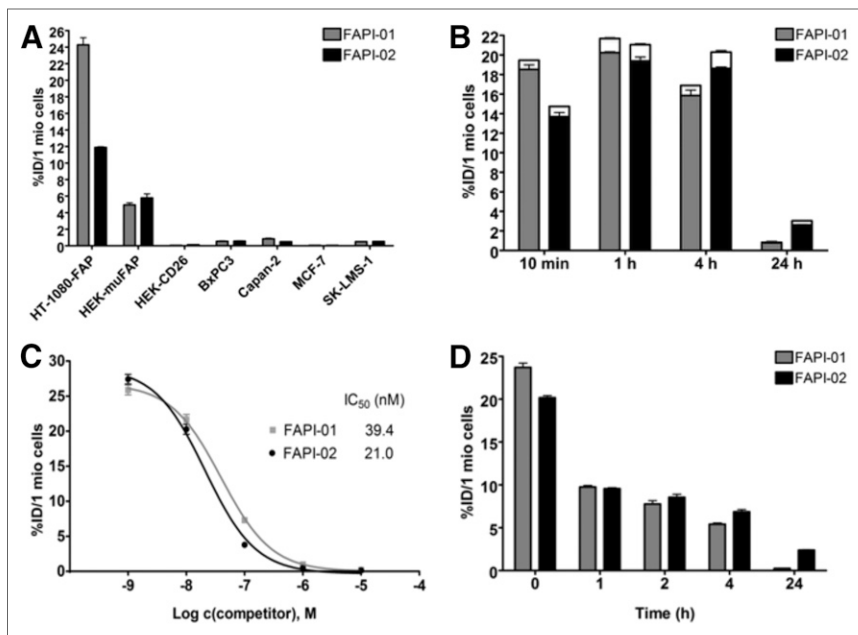 A
FAPI-01
FAPI-02
%ID/1 mio cells
28
26
24
22
20
18
16
14
12
10
8
6
4
2
0
HT-1080-FAP
HEK-muFAP
HEK-CD26
BxPC3
Capan-2
MCF-7
SK-LMS-1
B
FAPI-01
FAPI-02
%ID/1 mio cells
22
20
18
16
14
12
10
8
6
4
2
0
10 min
1 h
4 h
24 h
C
%ID/1 mio cells
30
25
20
15
10
5
0
IC50 (nM)
FAPI-01 39.4
FAPI-02 21.0
-9
-8
-7
-6
-5
-4
Log c(competitor), M
D
FAPI-01
FAPI-02
%ID/1 mio cells
25
20
15
10
5
0
0
1
2
4
24
Time (h)